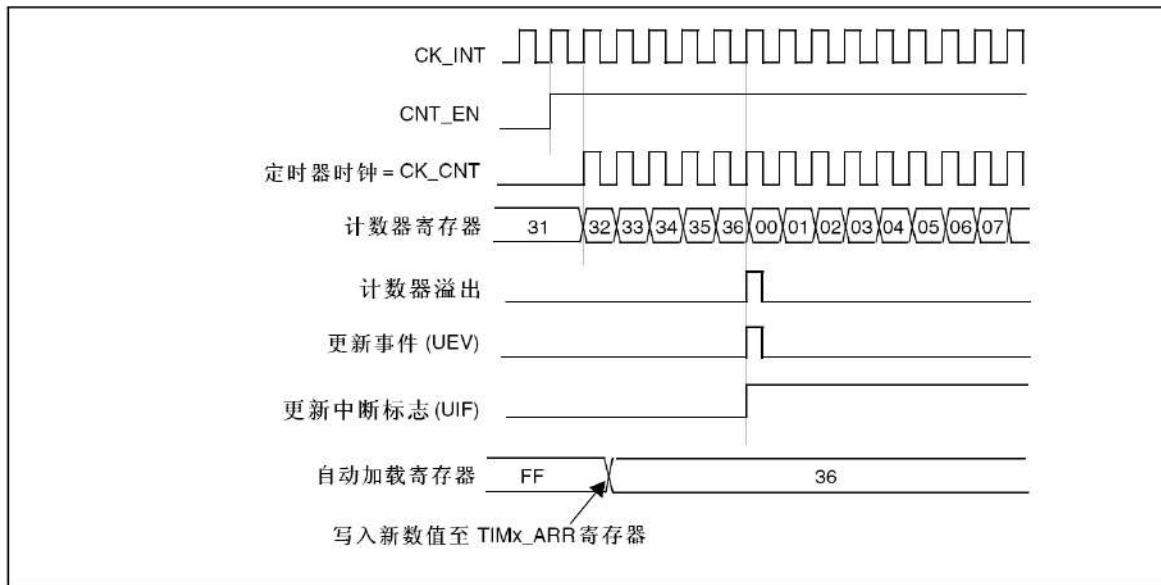 CK_INT
CNT_EN
定时器时钟 = CK_CNT
计数器寄存器 31 32 33 34 35 36 00 01 02 03 04 05 06 07
计数器溢出
更新事件 (UEV)
更新中断标志 (UIF)
自动加载寄存器 FF 36
写入新数值至 TIMx_ARR寄存器